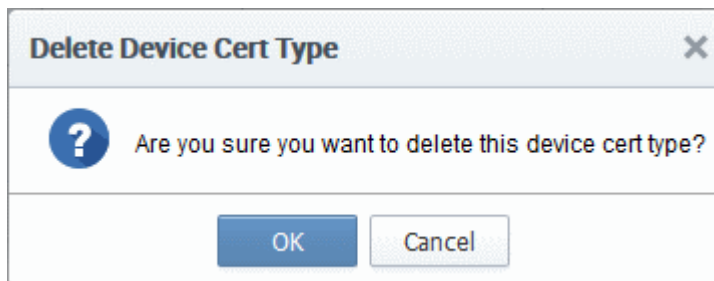 Delete Device Cert Type
Are you sure you want to delete this device cert type?
OK
Cancel